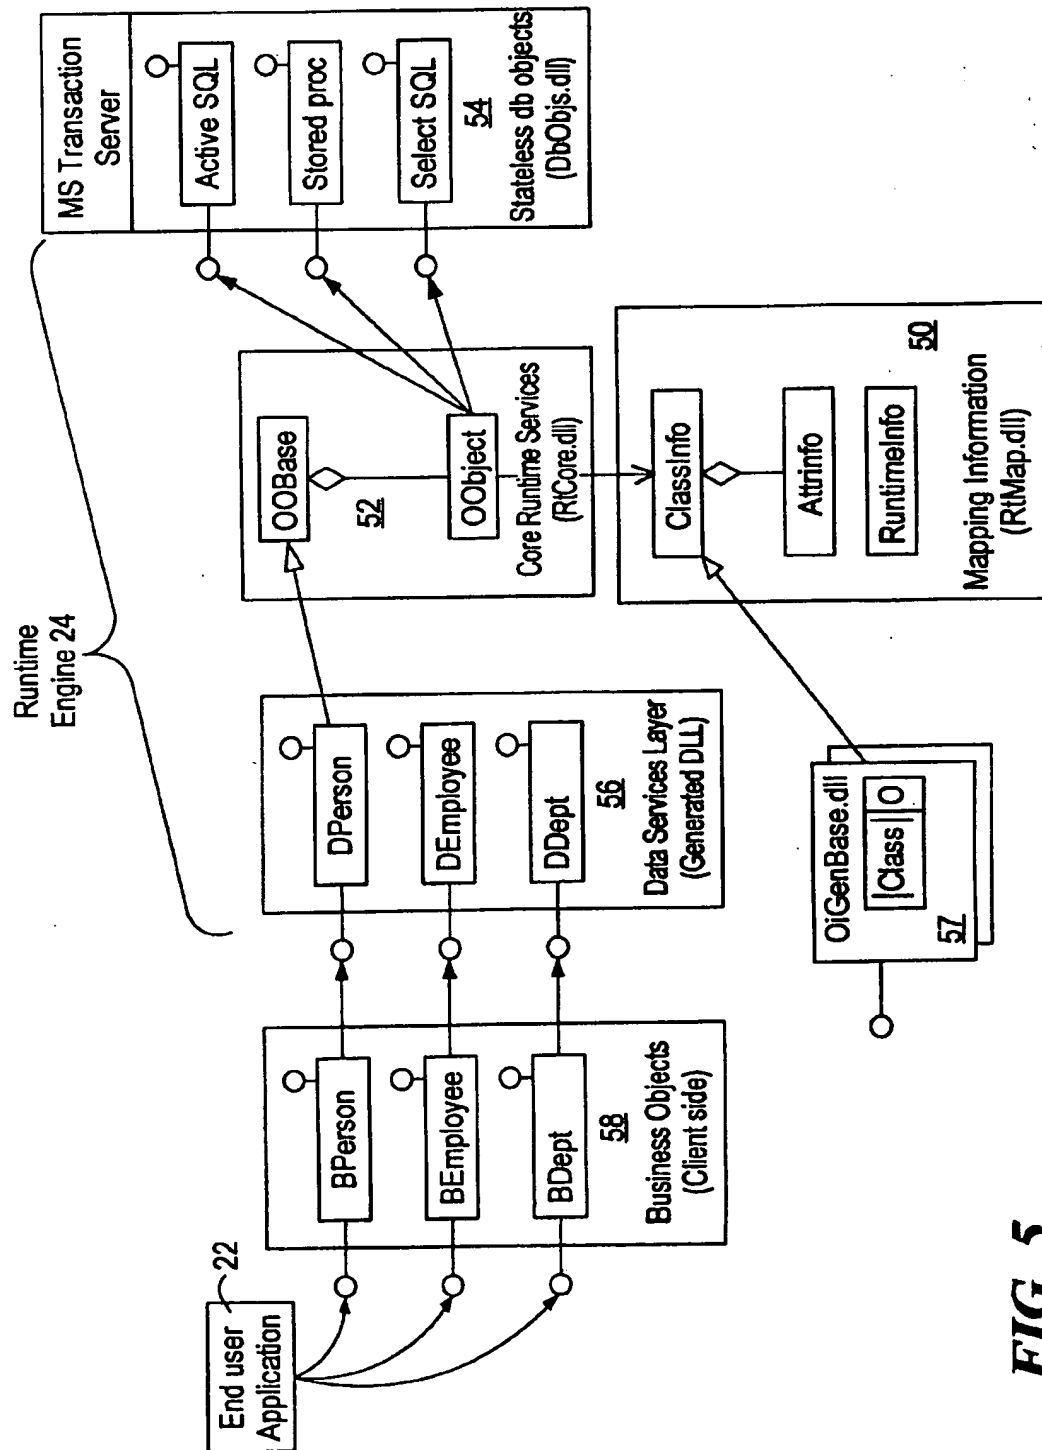 Runtime
Engine 24
End user
Application
22
BPerson
BEmployee
BDept
58
Business Objects
(Client side)
DPerson
DEmployee
DDept
56
Data Services Layer
(Generated DLL)
OOBase
52
OObject
Core Runtime Services
(RtCore.dll)
MS Transaction
Server
Active SQL
Stored proc
Select SQL
54
Stateless db objects
(DbObjs.dll)
OiGenBase.dll
Class
O
57
ClassInfo
AttrInfo
RuntimeInfo
50
Mapping Information
(RtMap.dll)
FIG. 5